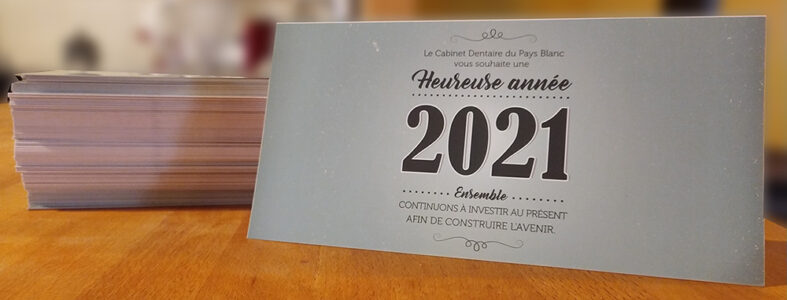 Le Cabinet Dentaire du Pays Blanc
vous souhaite une
Heureuse année
2021
Ensemble
CONTINUONS À INVESTIR AU PRÉSENT
AFIN DE CONSTRUIRE L'AVENIR.